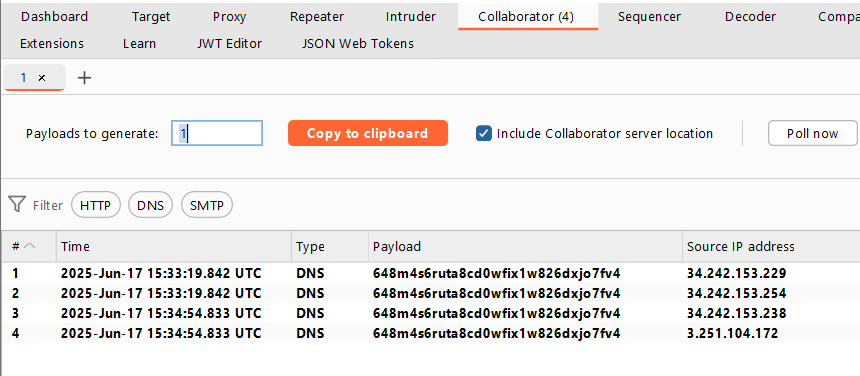 Dashboard Target Proxy Repeater Intruder Collaborator (4) Sequencer Decoder Compa
Extensions Learn JWT Editor JSON Web Tokens
1 × +
Payloads to generate: 1 Copy to clipboard Include Collaborator server location Poll now
Filter HTTP DNS SMTP
# Time Type Payload Source IP address
1 2025-Jun-17 15:33:19.842 UTC DNS 648m4s6ruta8cd0wfix1w826dxjo7fv4 34.242.153.229
2 2025-Jun-17 15:33:19.842 UTC DNS 648m4s6ruta8cd0wfix1w826dxjo7fv4 34.242.153.254
3 2025-Jun-17 15:34:54.833 UTC DNS 648m4s6ruta8cd0wfix1w826dxjo7fv4 34.242.153.238
4 2025-Jun-17 15:34:54.833 UTC DNS 648m4s6ruta8cd0wfix1w826dxjo7fv4 3.251.104.172